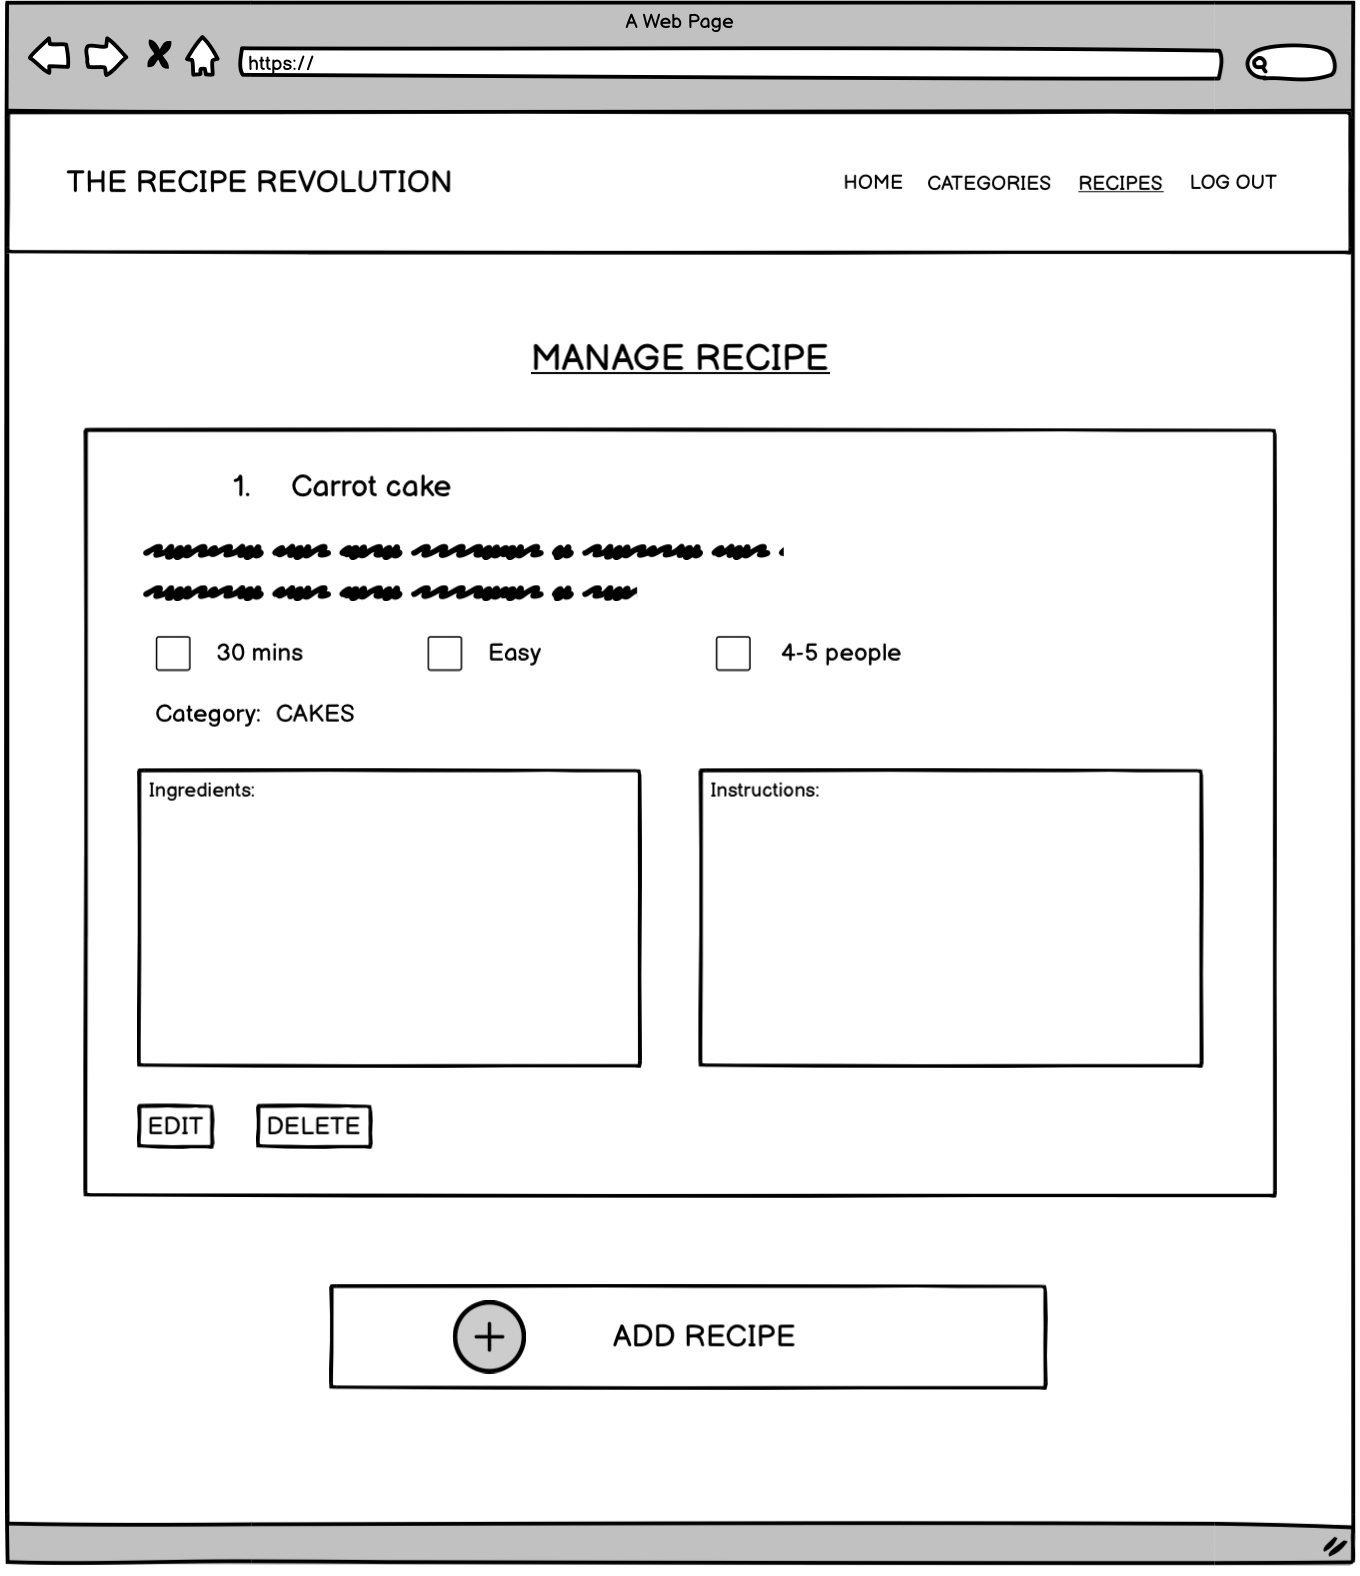 A Web Page
https://
THE RECIPE REVOLUTION
HOME CATEGORIES RECIPES LOG OUT
MANAGE RECIPE
1. Carrot cake
30 mins Easy 4-5 people
Category: CAKES
Ingredients: Instructions:
EDIT DELETE
ADD RECIPE